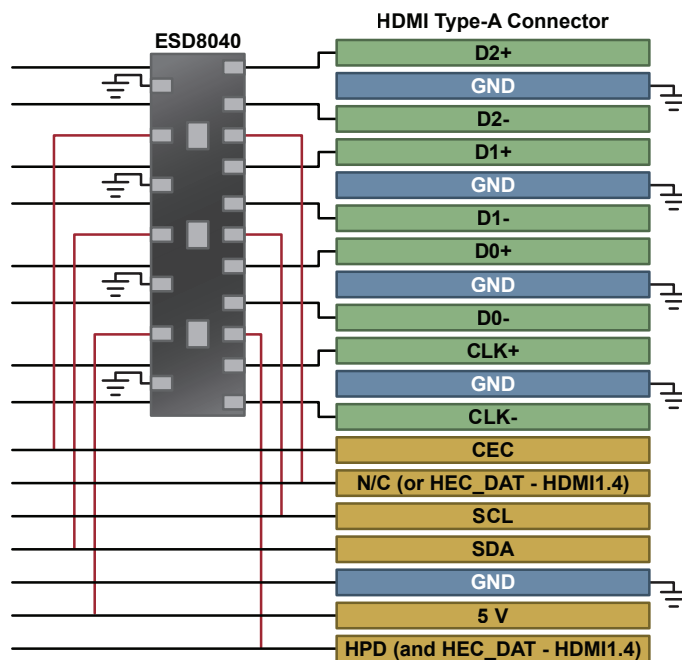 HDMI Type-A Connector
ESD8040
D2+
GND
D2-
D1+
GND
D1-
D0+
GND
D0-
CLK+
GND
CLK-
CEC
N/C (or HEC_DAT - HDMI1.4)
SCL
SDA
GND
5 V
HPD (and HEC_DAT - HDMI1.4)